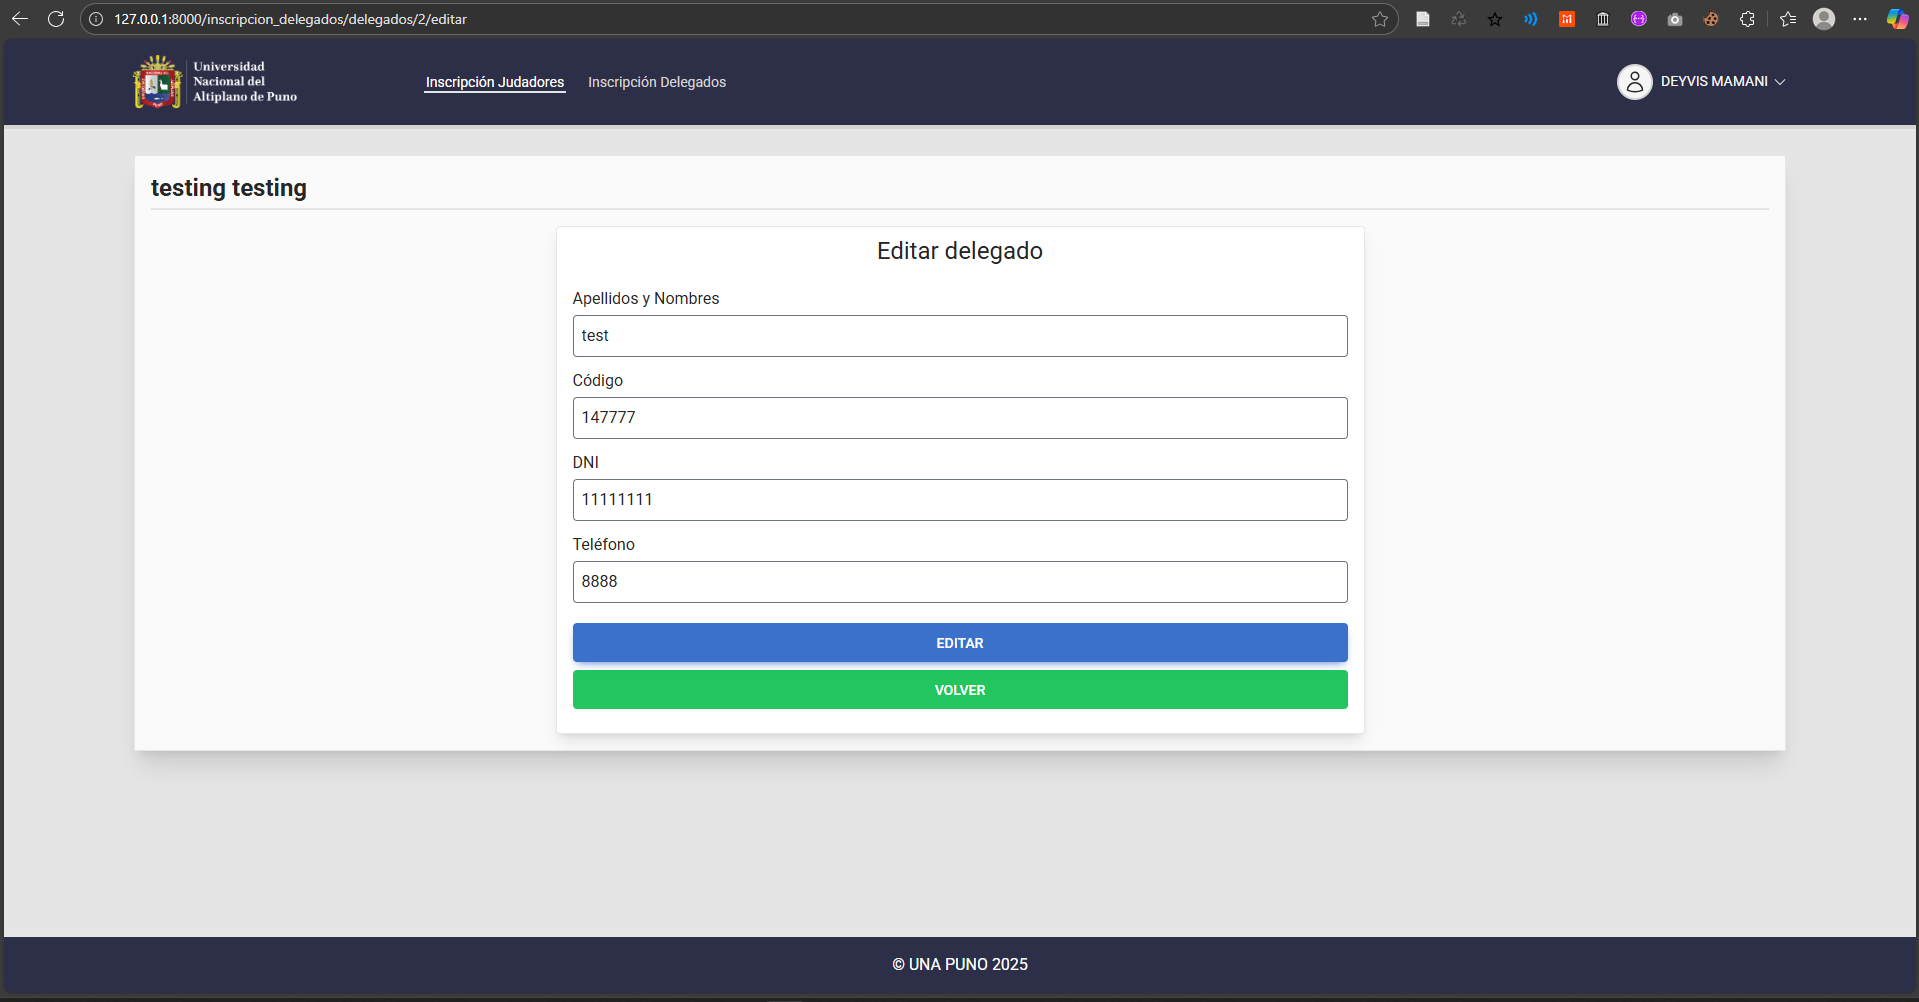 127.0.0.1:8000/inscripcion_delegados/delegados/2/editar
Universidad
Nacional del
Altiplano de Puno
Inscripción Judadores
Inscripción Delegados
DEYVIS MAMANI
testing testing
Editar delegado
Apellidos y Nombres
test
Código
147777
DNI
11111111
Teléfono
8888
EDITAR
VOLVER
© UNA PUNO 2025